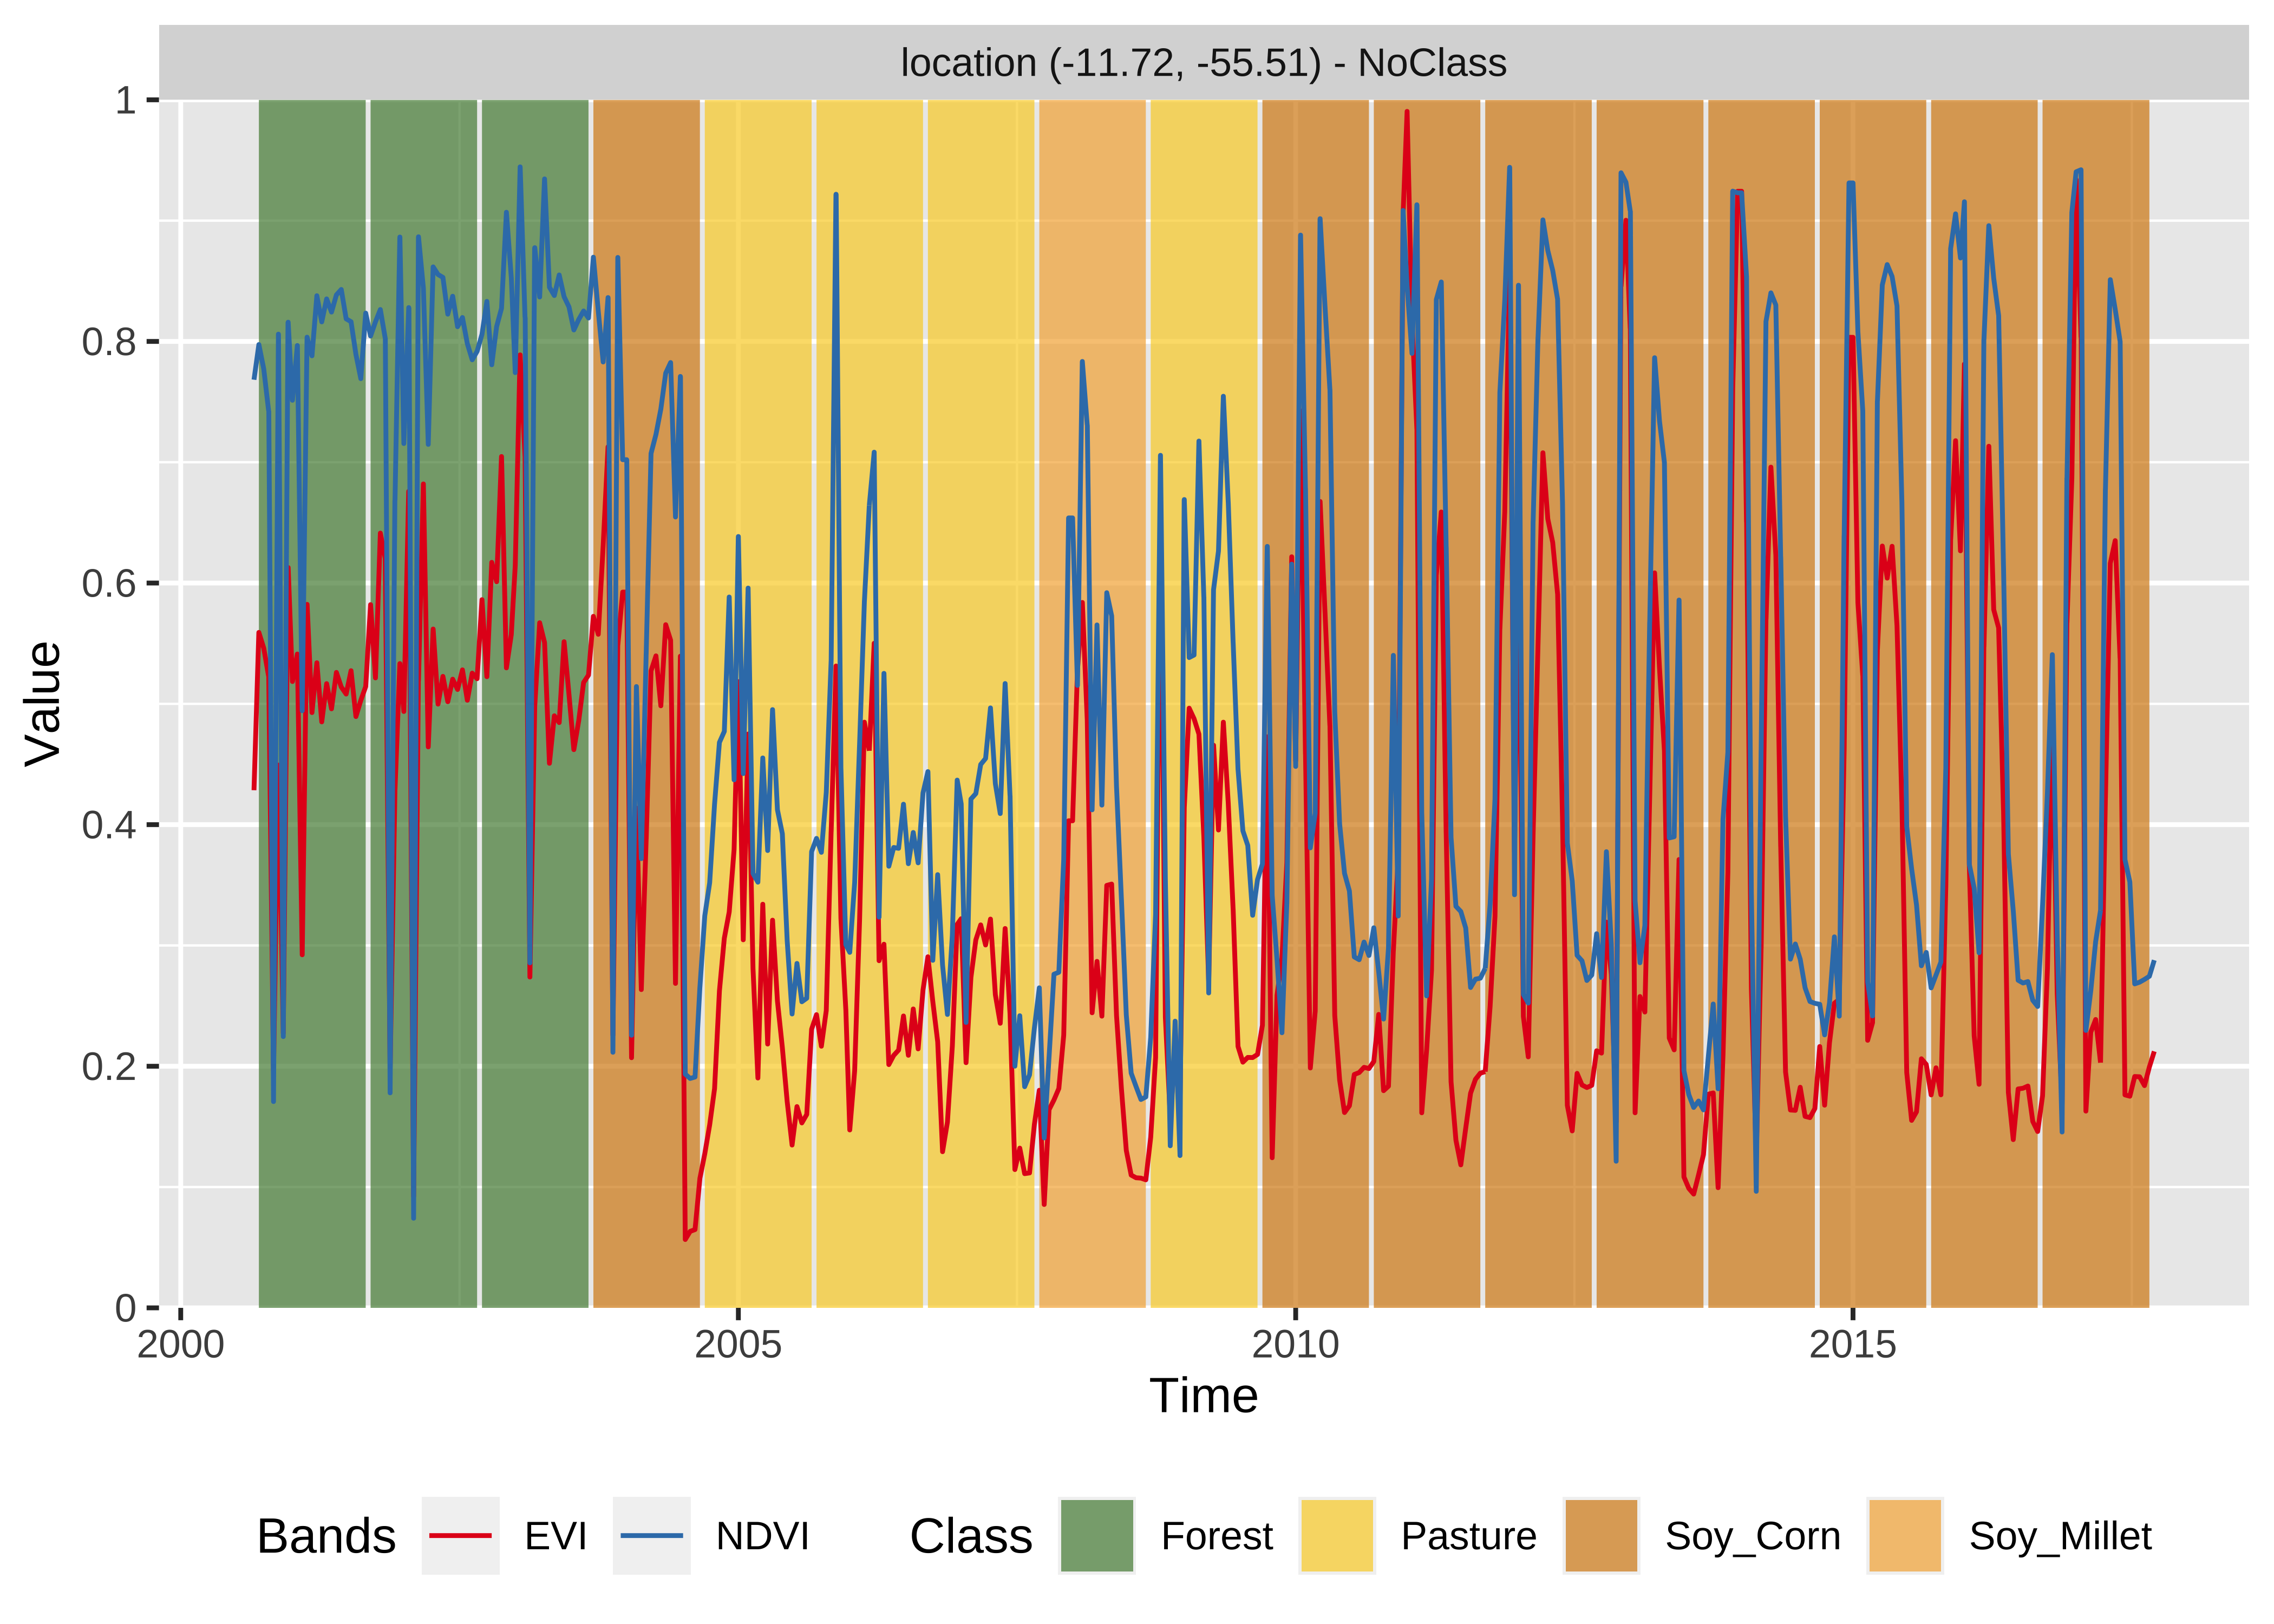 location (-11.72, -55.51) - NoClass
1
0.8
0.6
0.4
0.2
0
Value
2000 2005 2010 2015
Time
Bands EVI NDVI Class Forest Pasture Soy_Corn Soy_Millet